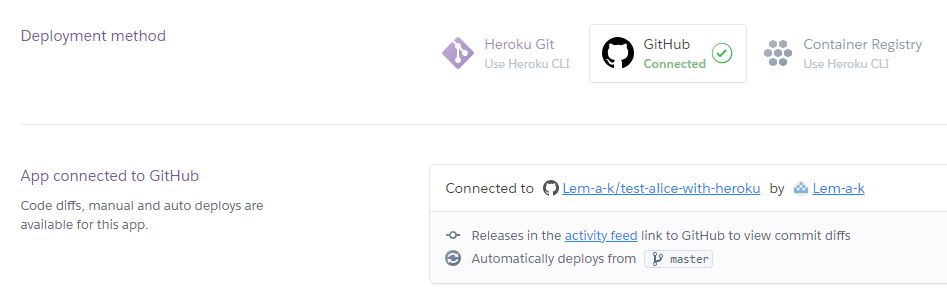 Deployment method
Heroku Git
Use Heroku CLI
GitHub
Connected
Container Registry
Use Heroku CLI
App connected to GitHub
Code diffs, manual and auto deploys are
available for this app.
Connected to Lem-a-k/test-alice-with-heroku by Lem-a-k
Releases in the activity feed link to GitHub to view commit diffs
Automatically deploys from master